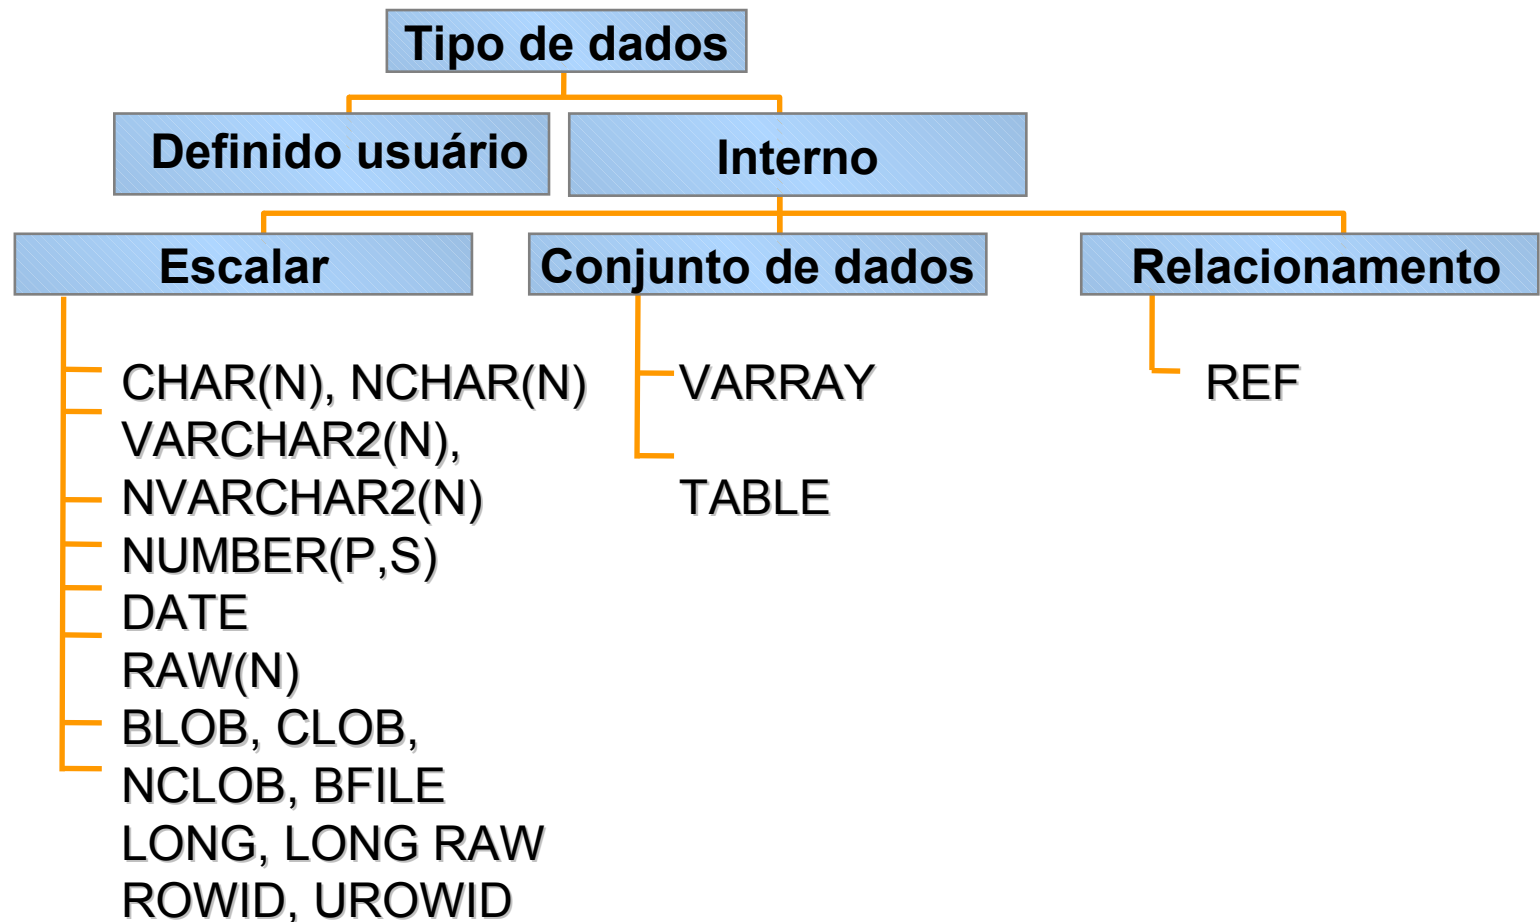 Tipo de dados
Definido usuário
Interno
Escalar
Conjunto de dados
Relacionamento
CHAR(N), NCHAR(N)
VARCHAR2(N),
NVARCHAR2(N)
NUMBER(P,S)
DATE
RAW(N)
BLOB, CLOB,
NCLOB, BFILE
LONG, LONG RAW
ROWID, UROWID
VARRAY
TABLE
REF